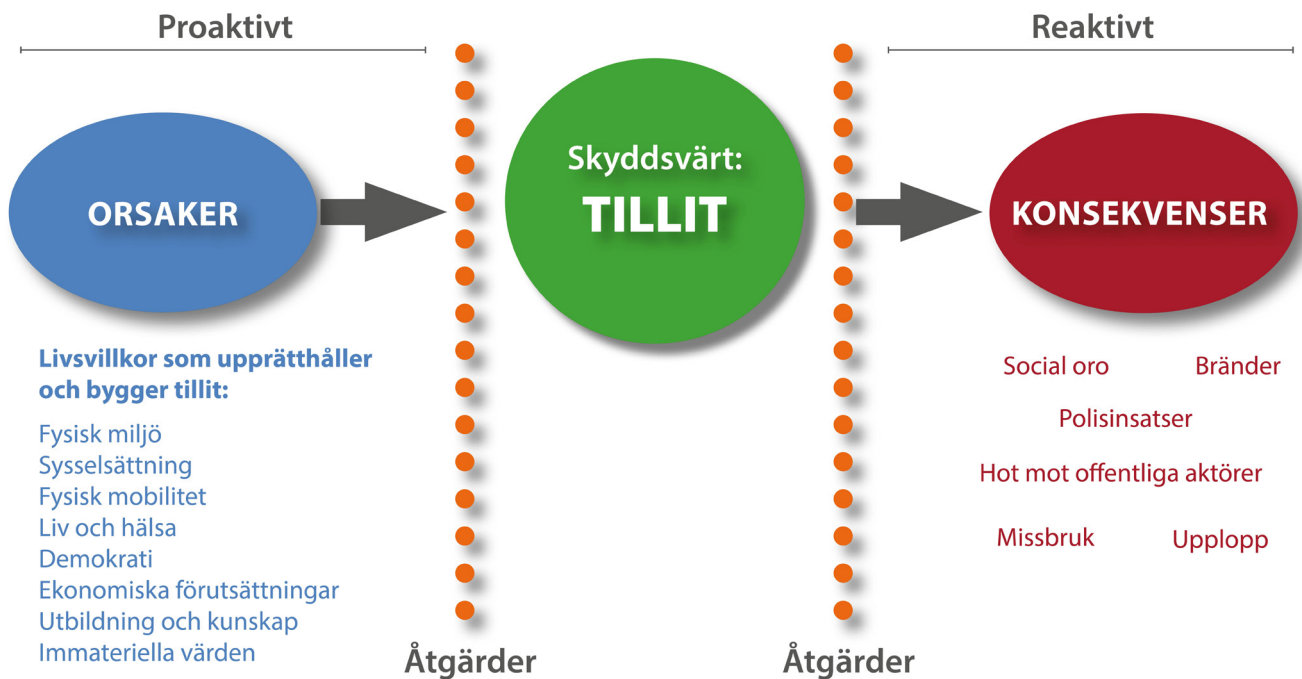 Proaktivt
Reaktivt
ORSAKER
Skyddsvärt:
TILLIT
KONSEKVENSER
Livsvillkor som upprätthåller
och bygger tillit:
Fysisk miljö
Sysselsättning
Fysisk mobilitet
Liv och hälsa
Demokrati
Ekonomiska förutsättningar
Utbildning och kunskap
Immateriella värden
Åtgärder
Åtgärder
Social oro
Bränder
Polisinsatser
Hot mot offentliga aktörer
Missbruk
Upplopp